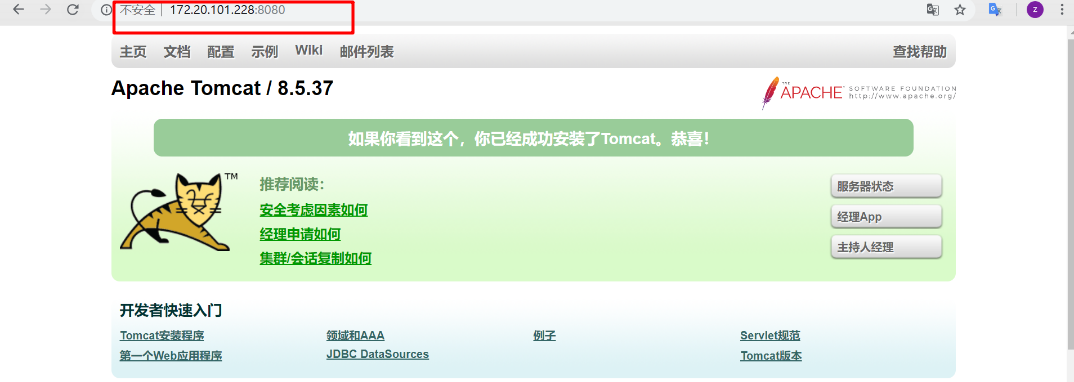 不安全 | 172.20.101.228:8080
Z
主页 文档 配置 示例 Wiki 邮件列表 查找帮助
Apache Tomcat / 8.5.37
THE
APACHE SOFTWARE FOUNDATION
http://www.apache.org/
如果你看到这个，你已经成功安装了Tomcat。恭喜！
TM
推荐阅读：
安全考虑因素如何
经理申请如何
集群/会话复制如何
服务器状态
经理App
主持人经理
开发者快速入门
Tomcat安装程序 领域和AAA 例子 Servlet规范
第一个Web应用程序 JDBC DataSources Tomcat版本